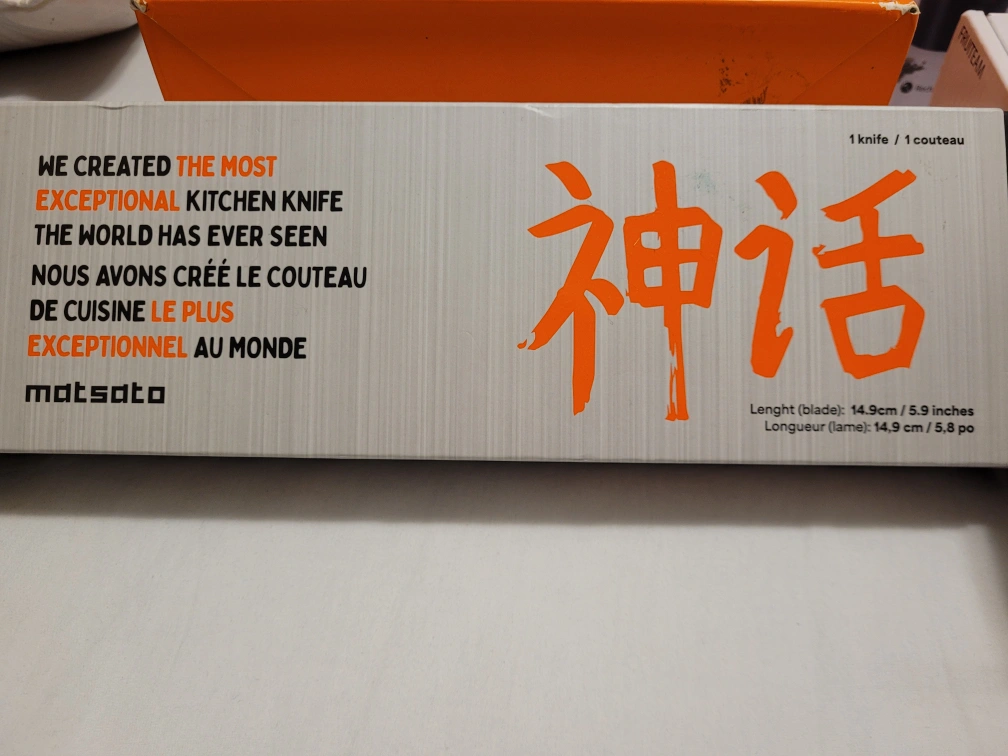 WE CREATED THE MOST
EXCEPTIONAL KITCHEN KNIFE
THE WORLD HAS EVER SEEN
NOUS AVONS CRÉÉ LE COUTEAU
DE CUISINE LE PLUS
EXCEPTIONNEL AU MONDE
matsato
神话
1 knife / 1 couteau
Lenght (blade): 14.9cm / 5.9 inches
Longueur (lame): 14,9 cm / 5,8 po
FRUITEAM